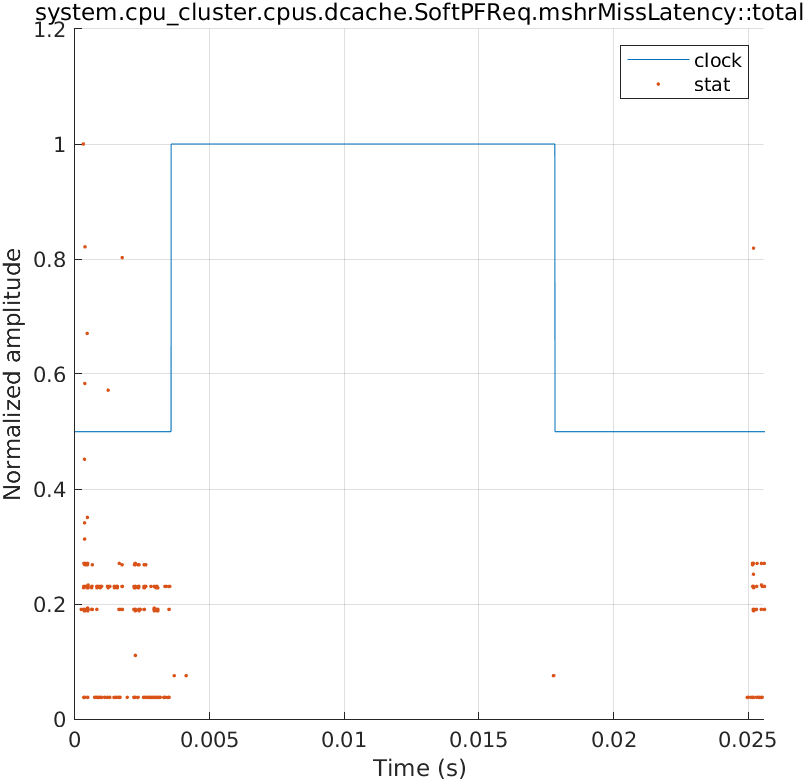 system.cpu_cluster.cpus.dcache.SoftPFReq.mshrMissLatency::total
1.2
1
0.8
0.6
0.4
0.2
0
Normalized amplitude
clock
stat
0
0.005
0.01
0.015
0.02
0.025
Time (s)